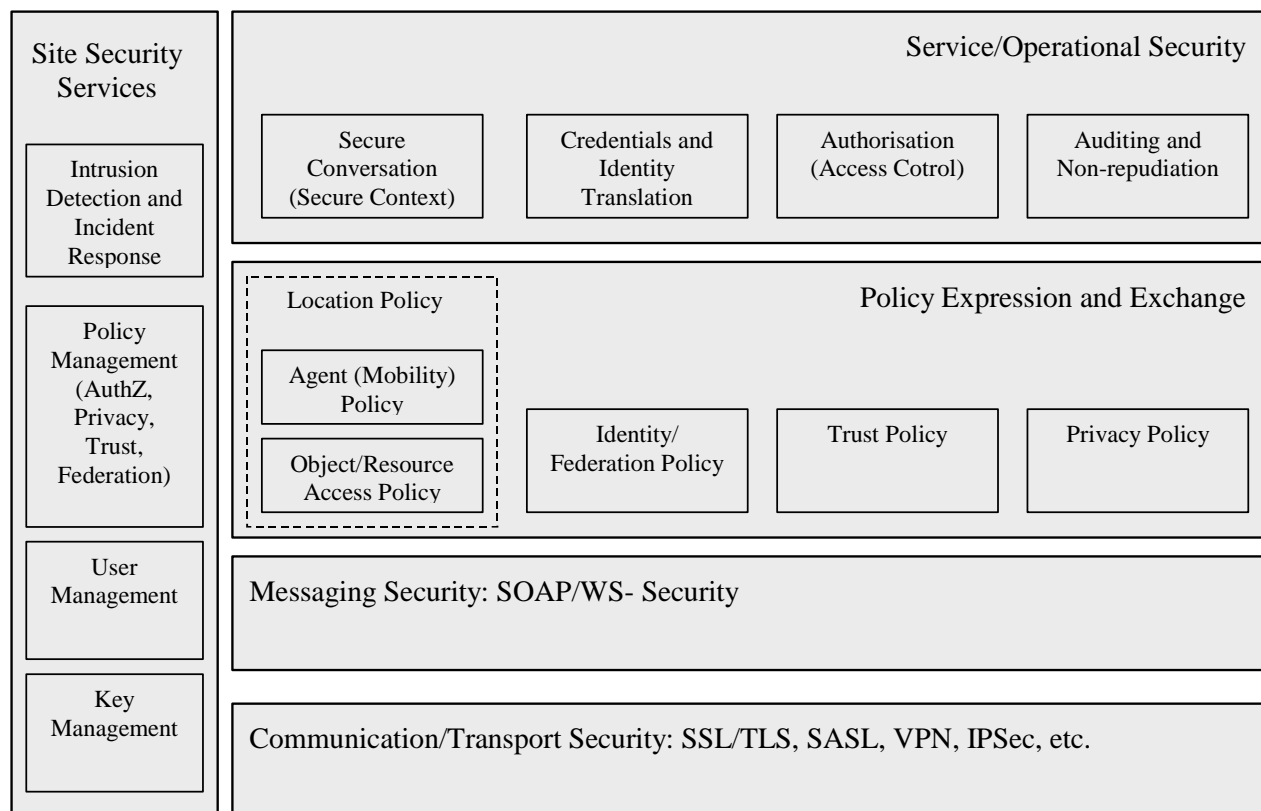 Site Security
Services
Intrusion
Detection and
Incident
Response
Policy
Management
(AuthZ,
Privacy,
Trust,
Federation)
User
Management
Key
Management
Service/Operational Security
Secure
Conversation
(Secure Context)
Credentials and
Identity
Translation
Authorisation
(Access Cotrol)
Auditing and
Non-repudiation
Policy Expression and Exchange
Location Policy
Agent (Mobility)
Policy
Object/Resource
Access Policy
Identity/
Federation Policy
Trust Policy
Privacy Policy
Messaging Security: SOAP/WS- Security
Communication/Transport Security: SSL/TLS, SASL, VPN, IPSec, etc.